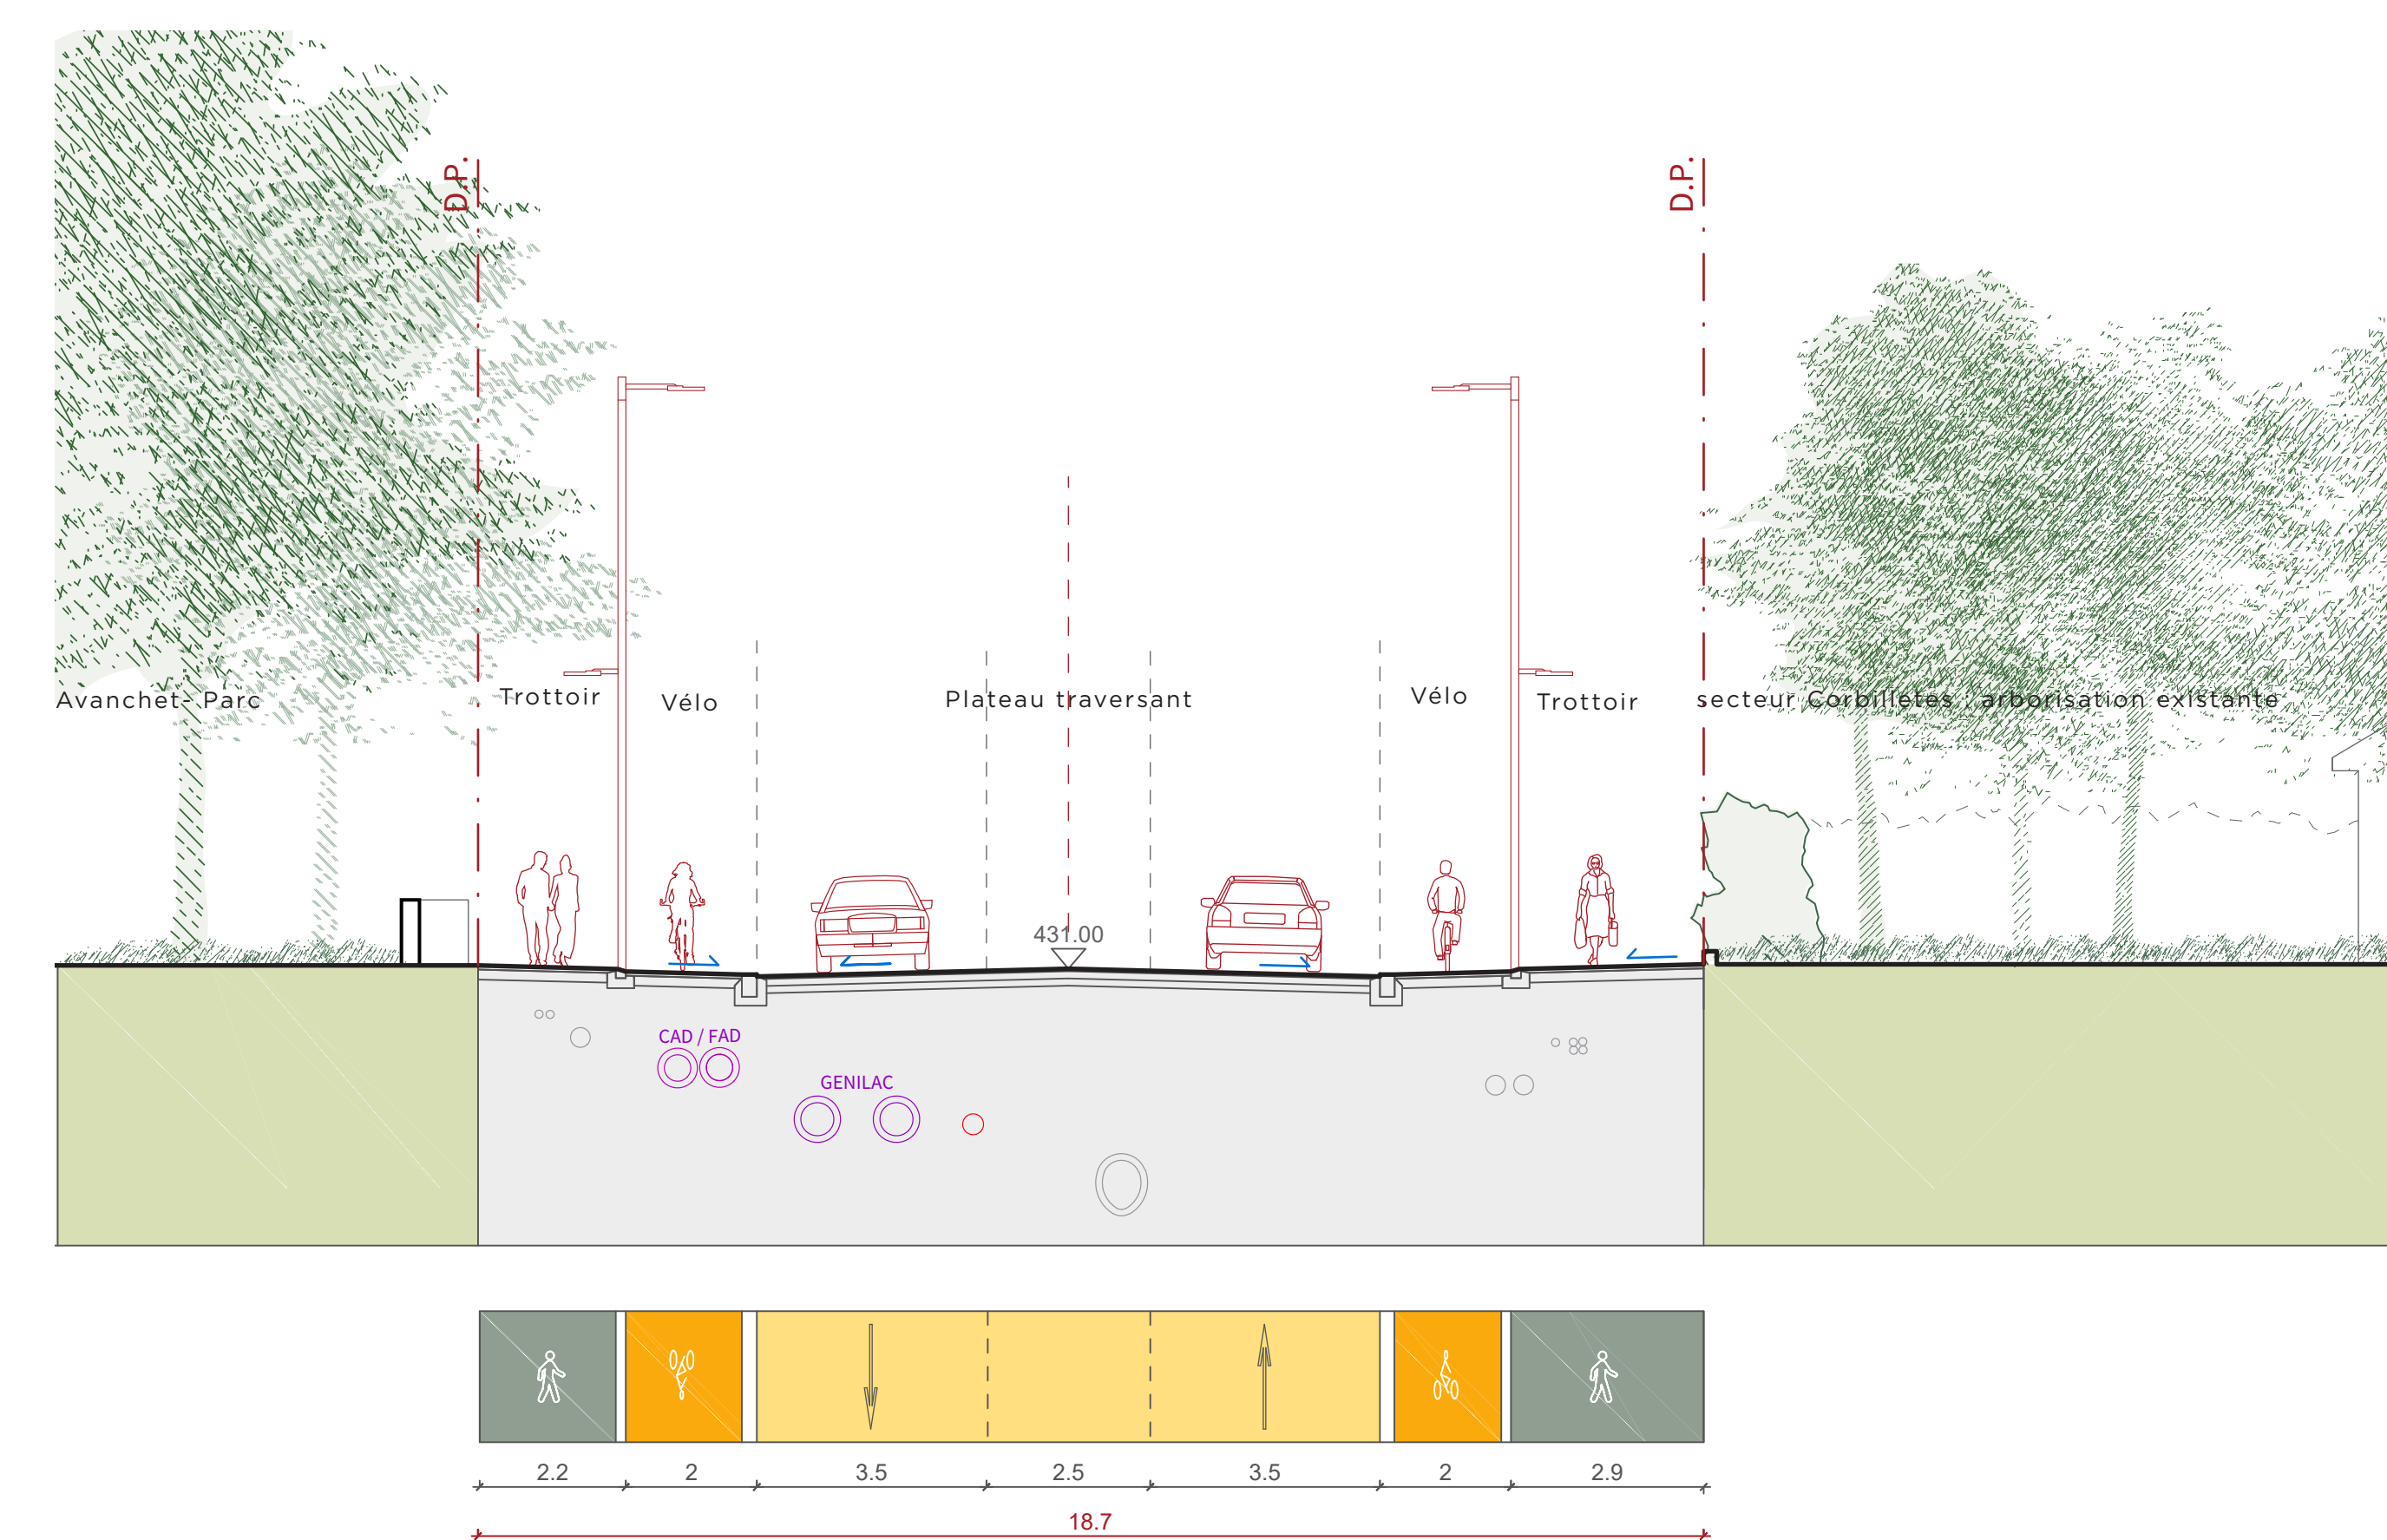 D.P.
D.P.
Avanchet- Parc
Trottoir
Vélo
Plateau traversant
Vélo
Trottoir
secteur Corbilletes : arborisation existante
431.00
CAD / FAD
GENILAC
2.2
2
3.5
2.5
3.5
2
2.9
18.7